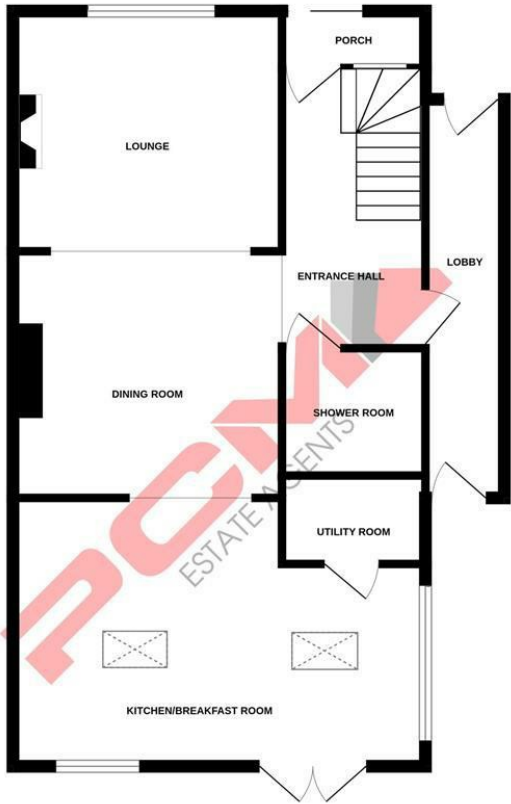 PORCH
LOUNGE
LOBBY
ENTRANCE HALL
DINING ROOM
SHOWER ROOM
PCM
ESTATE AGENTS
UTILITY ROOM
KITCHEN/BREAKFAST ROOM